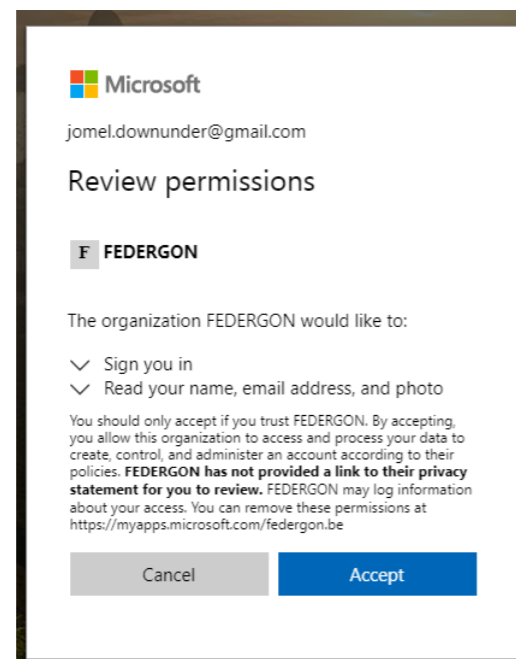 Microsoft
jomel.downunder@gmail.com
Review permissions
F FEDERGON
The organization FEDERGON would like to:
Sign you in
Read your name, email address, and photo
You should only accept if you trust FEDERGON. By accepting,
you allow this organization to access and process your data to
create, control, and administer an account according to their
policies. FEDERGON has not provided a link to their privacy
statement for you to review. FEDERGON may log information
about your access. You can remove these permissions at
https://myapps.microsoft.com/federgon.be
Cancel Accept